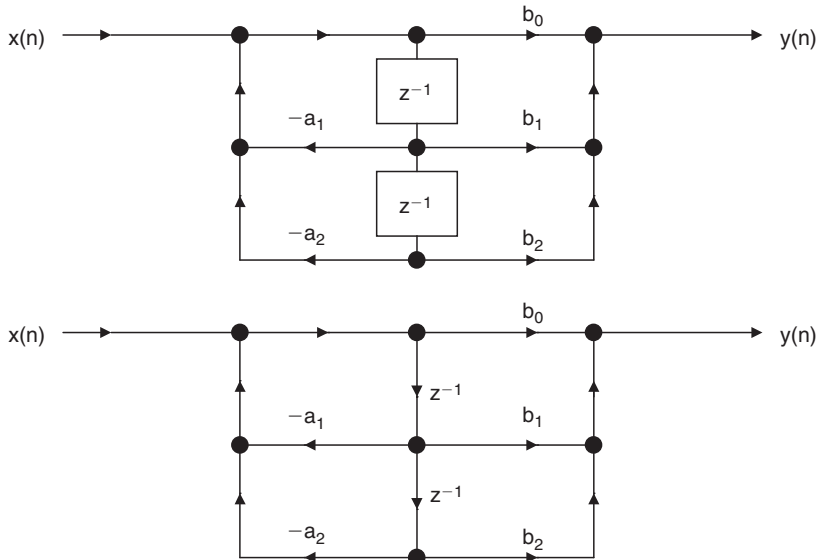 b₀
x(n) y(n)
z⁻¹
−a₁ b₁
z⁻¹
−a₂ b₂
b₀
x(n) y(n)
z⁻¹
−a₁ b₁
z⁻¹
−a₂ b₂